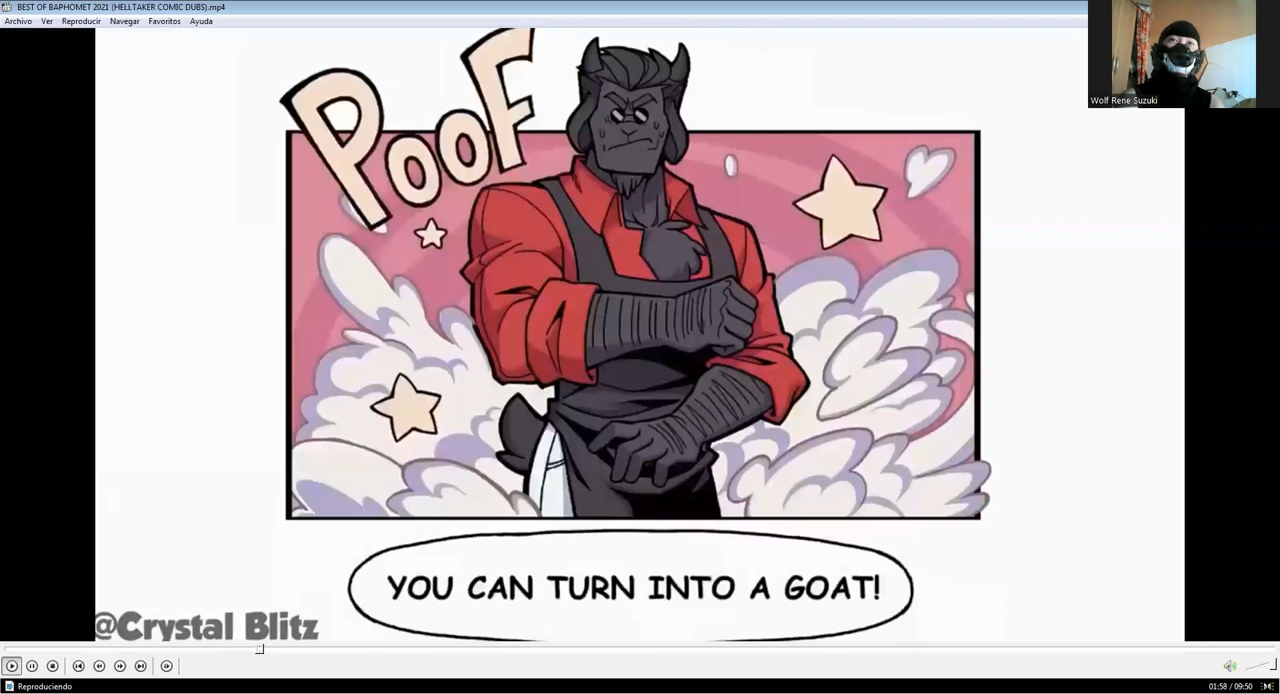 BEST OF BAPHOMET 2021 (HELLTAKER COMIC DUBS).mp4
Archivo Ver Reproducir Navegar Favoritos Ayuda
Wolf Rene Suzuki
POOF
YOU CAN TURN INTO A GOAT!
@Crystal Blitz
Reproduciendo
01:58 / 09:50